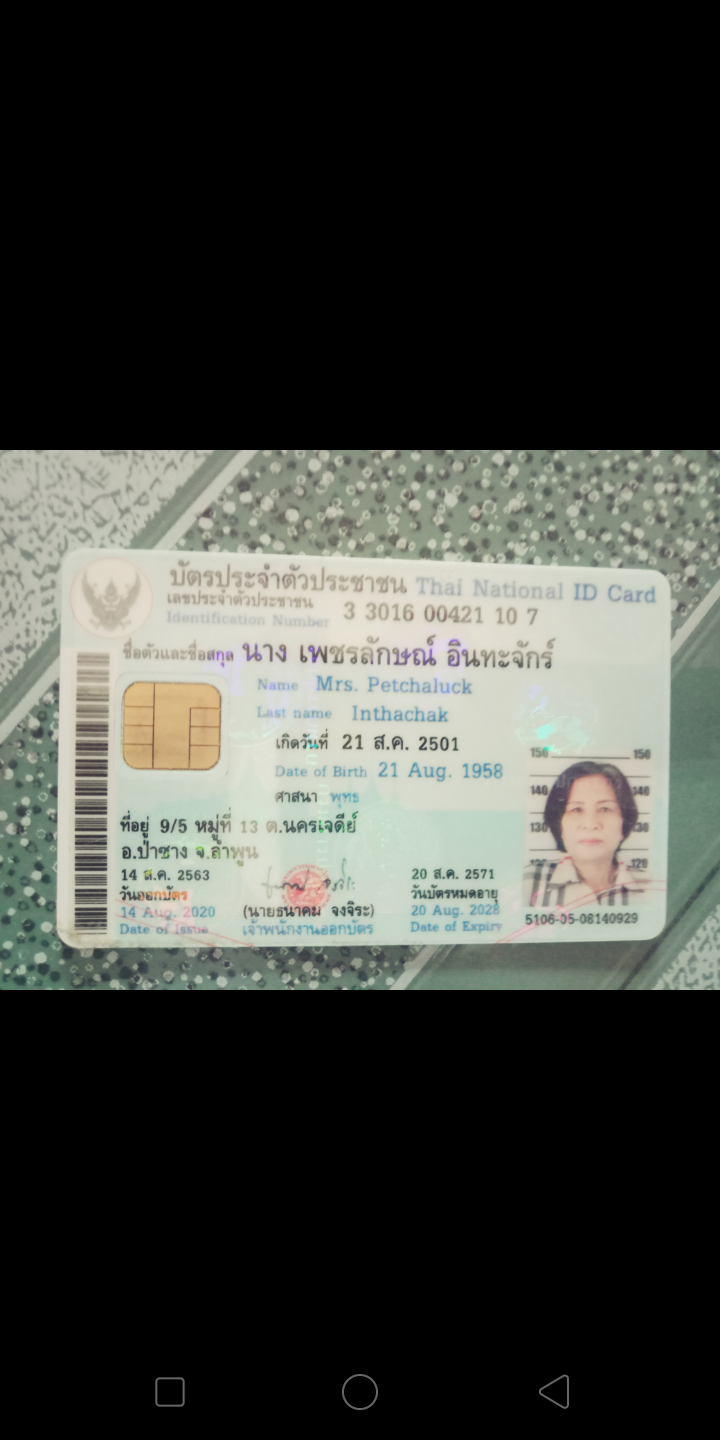 บัตรประจำตัวประชาชน Thai National ID Card
เลขประจำตัวประชาชน
Identification Number 3 3016 00421 10 7
ชื่อตัวและชื่อสกุล นาง เพชรลักษณ์ อินทะจักร์
Name Mrs. Petchaluck
Last name Inthachak
เกิดวันที่ 21 ส.ค. 2501
Date of Birth 21 Aug. 1958
ศาสนา พุทธ
ที่อยู่ 9/5 หมู่ที่ 13 ต.นครเจดีย์
อ.ป่าซาง จ.ลำพูน
14 ส.ค. 2563
วันออกบัตร
14 Aug. 2020
Date of Issue
(นายธนาคม จงจิระ)
เจ้าพนักงานออกบัตร
20 ส.ค. 2571
วันบัตรหมดอายุ
20 Aug. 2028
Date of Expiry
150 150
140 140
130 130
120
5106-05-08140929